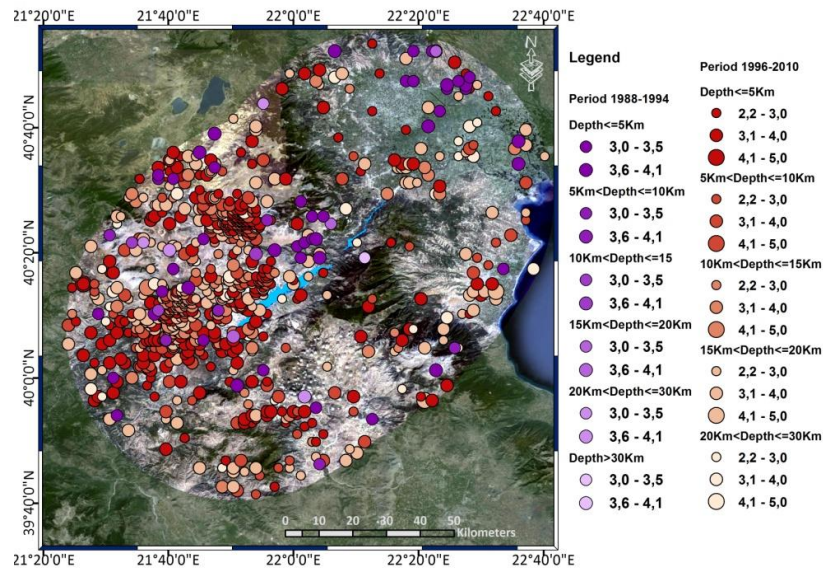 21°20'0"E 21°40'0"E 22°0'0"E 22°20'0"E 22°40'0"E
40°40'0"N
40°20'0"N
40°0'0"N
39°40'0"N
N
0 10 20 30 40 50
Kilometers
21°20'0"E 21°40'0"E 22°0'0"E 22°20'0"E 22°40'0"E
Legend
Period 1988-1994
Depth<=5Km
3,0 - 3,5
3,6 - 4,1
5Km<Depth<=10Km
3,0 - 3,5
3,6 - 4,1
10Km<Depth<=15
3,0 - 3,5
3,6 - 4,1
15Km<Depth<=20Km
3,0 - 3,5
3,6 - 4,1
20Km<Depth<=30Km
3,0 - 3,5
3,6 - 4,1
Depth>30Km
3,0 - 3,5
3,6 - 4,1
Period 1996-2010
Depth<=5Km
2,2 - 3,0
3,1 - 4,0
4,1 - 5,0
5Km<Depth<=10Km
2,2 - 3,0
3,1 - 4,0
4,1 - 5,0
10Km<Depth<=15Km
2,2 - 3,0
3,1 - 4,0
4,1 - 5,0
15Km<Depth<=20Km
2,2 - 3,0
3,1 - 4,0
4,1 - 5,0
20Km<Depth<=30Km
2,2 - 3,0
3,1 - 4,0
4,1 - 5,0